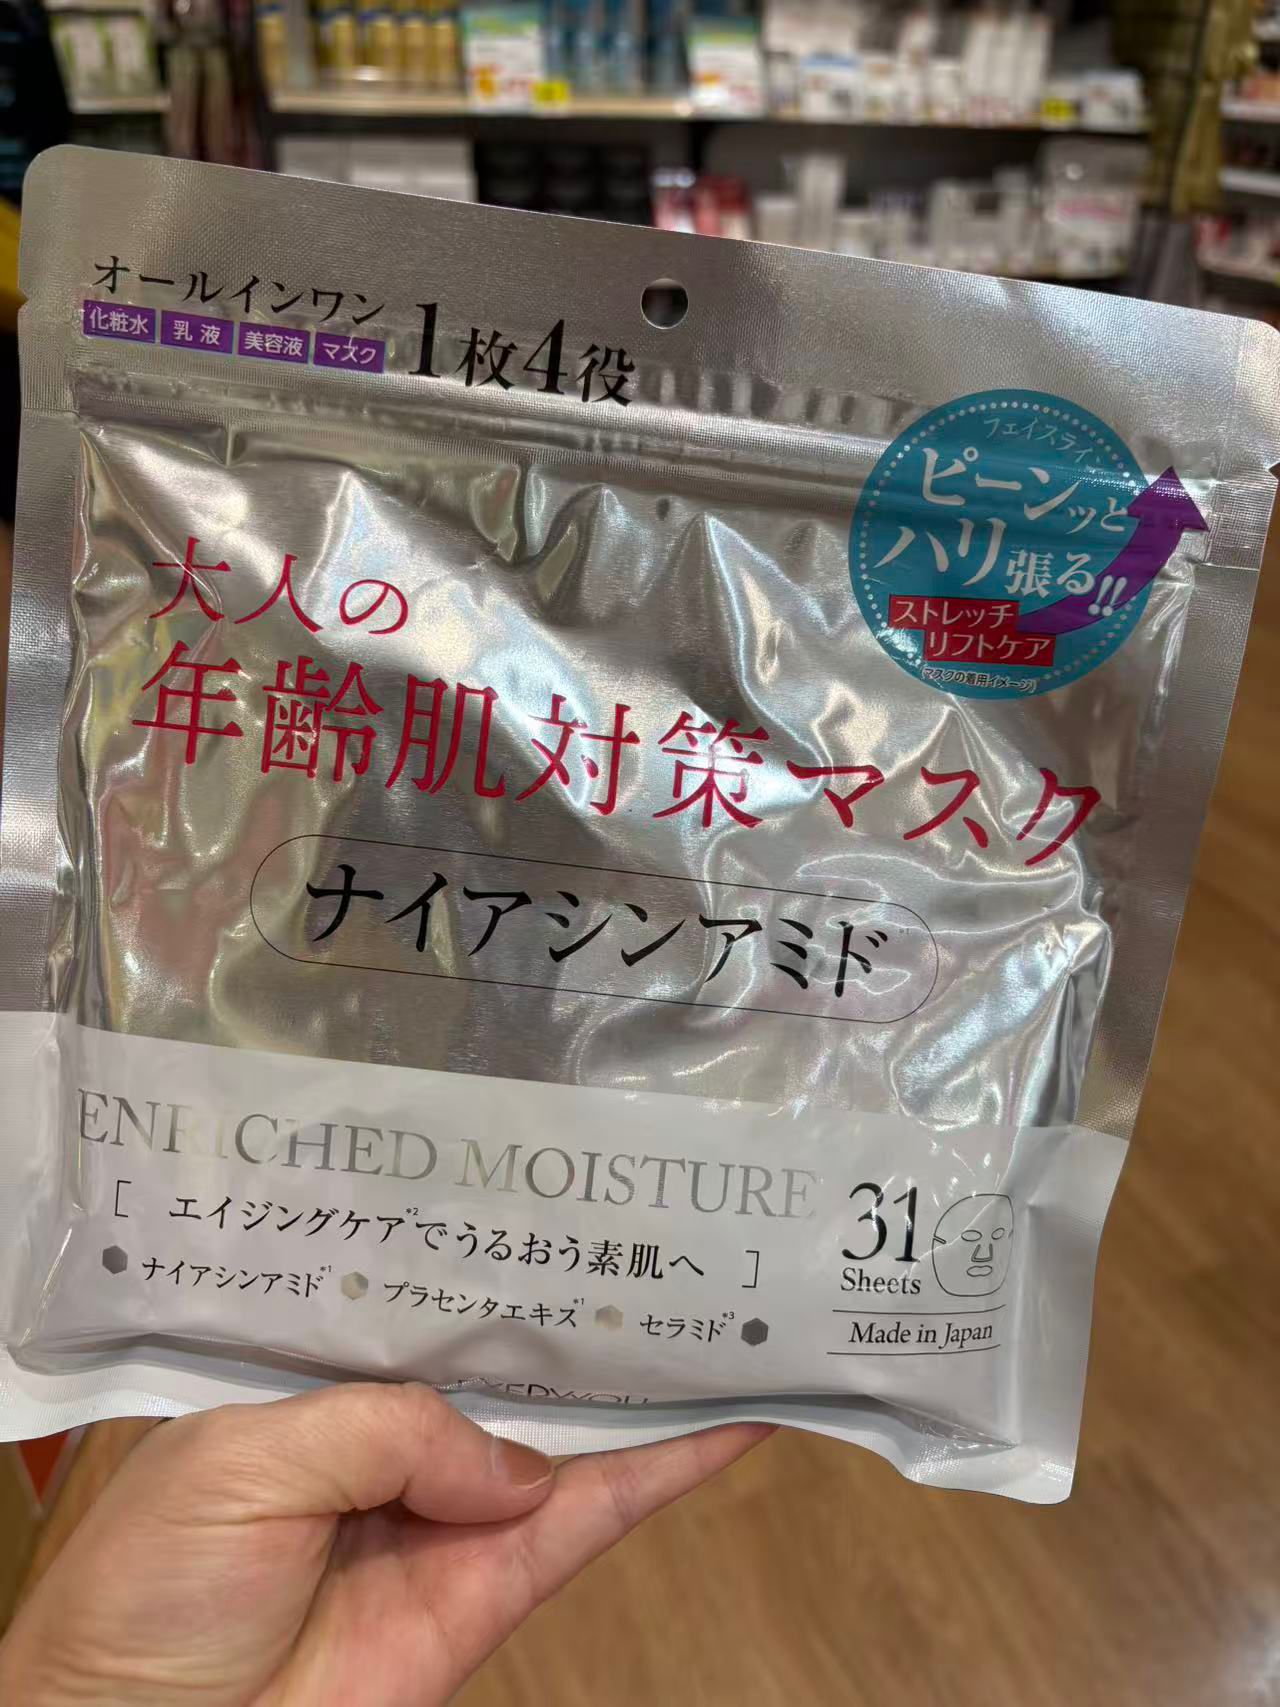 オールインワン
化粧水 乳液 美容液 マスク
1枚4役
フェイスライン
ピーンッと
ハリ張る!!
ストレッチ
リフトケア
(マスクの着用イメージ)
大人の
年齢肌対策マスク
ナイアシンアミド*1
ENRICHED MOISTURE
[ エイジングケア*2でうるおう素肌へ ]
ナイアシンアミド*1 プラセンタエキス*1 セラミド*3
31
Sheets
Made in Japan